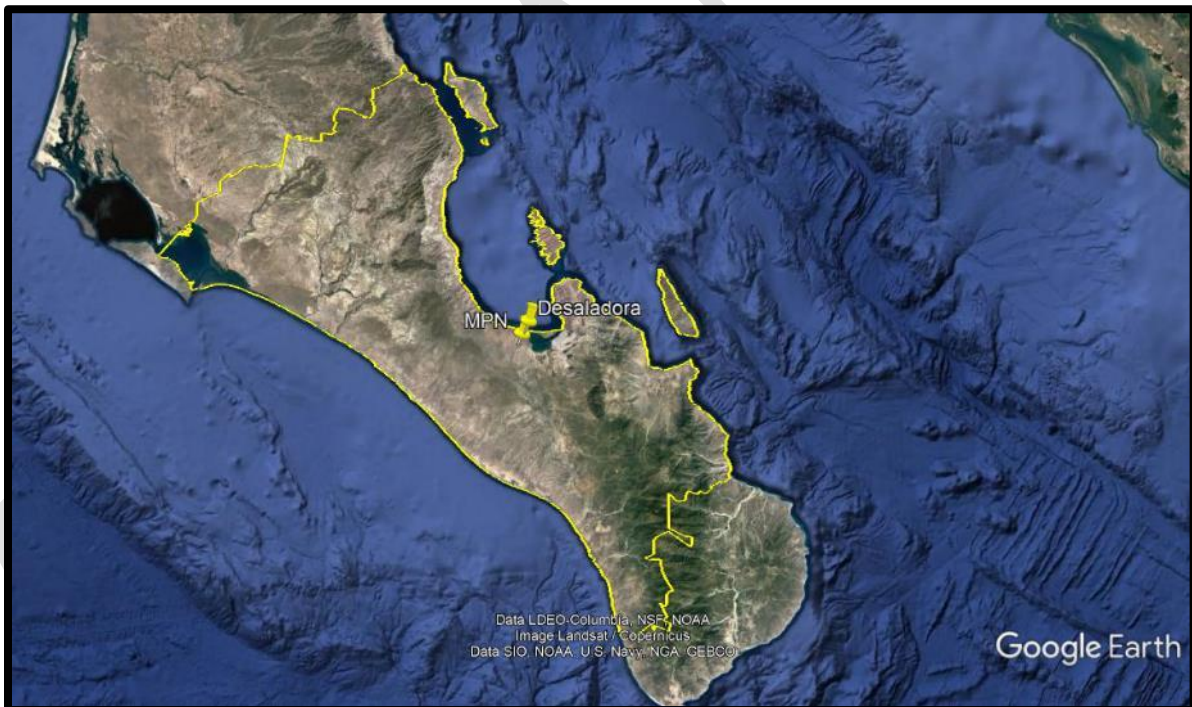 Desaladora
MPN
Data LDEO-Columbia, NSF, NOAA
Image Landsat / Copernicus
Data SIO, NOAA, U.S. Navy, NGA, GEBCO
Google Earth